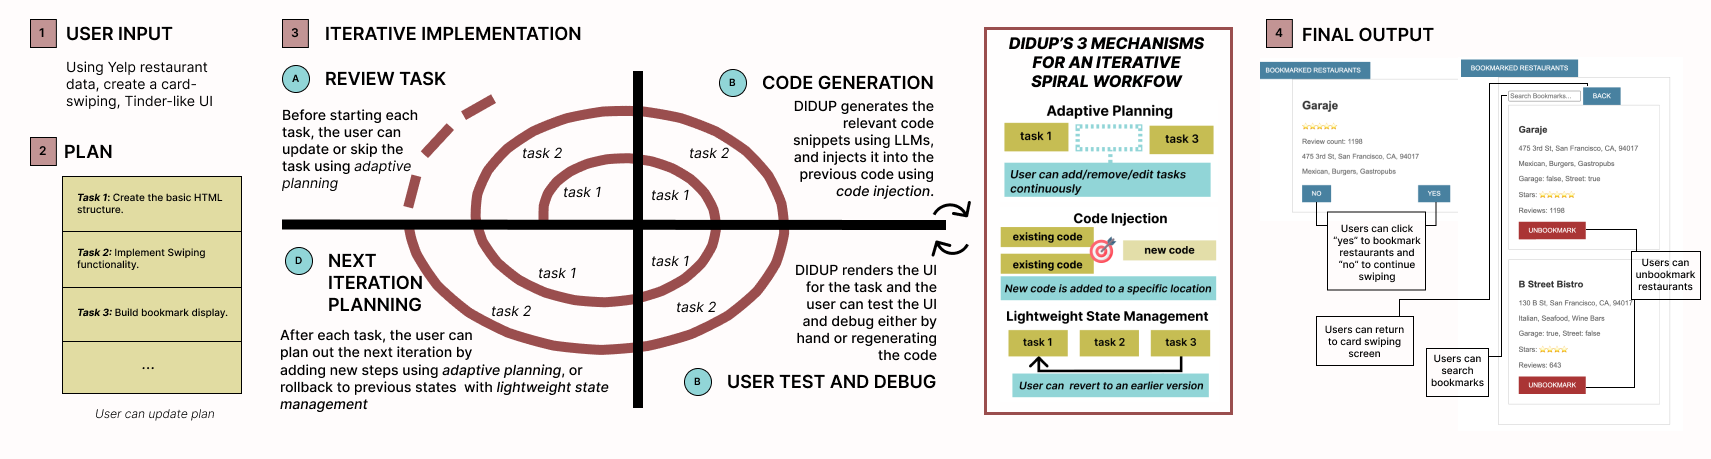 1
USER INPUT
Using Yelp restaurant
data, create a card-
swiping, Tinder-like UI
2
PLAN
Task 1: Create the basic HTML
structure.
Task 2: Implement Swiping
functionality.
Task 3: Build bookmark display.
...
User can update plan
3
ITERATIVE IMPLEMENTATION
A
REVIEW TASK
Before starting each
task, the user can
update or skip the
task using adaptive
planning
B
CODE GENERATION
DIDUP generates the
relevant code
snippets using LLMs,
and injects it into the
previous code using
code injection.
task 2
task 2
task 1
task 1
task 1
task 1
task 2
task 2
D
NEXT
ITERATION
PLANNING
After each task, the user can
plan out the next iteration by
adding new steps using adaptive planning, or
rollback to previous states with lightweight state
management
DIDUP renders the UI
for the task and the
user can test the UI
and debug either by
hand or regenerating
the code
B
USER TEST AND DEBUG
DIDUP'S 3 MECHANISMS
FOR AN ITERATIVE
SPIRAL WORKFOW
Adaptive Planning
task 1
task 3
User can add/remove/edit tasks
continuously
Code Injection
existing code
existing code
new code
New code is added to a specific location
Lightweight State Management
task 1
task 2
task 3
User can revert to an earlier version
4
FINAL OUTPUT
BOOKMARKED RESTAURANTS
Garaje
Review count: 1198
475 3rd St, San Francisco, CA, 94017
Mexican, Burgers, Gastropubs
NO
YES
Users can click
"yes" to bookmark
restaurants and
"no" to continue
swiping
BOOKMARKED RESTAURANTS
Search Bookmarks...
BACK
Garaje
475 3rd St, San Francisco, CA, 94017
Mexican, Burgers, Gastropubs
Garage: false, Street: true
Stars:
Reviews: 1198
UNBOOKMARK
Users can
unbookmark
restaurants
B Street Bistro
130 B St, San Francisco, CA, 94017
Italian, Seafood, Wine Bars
Garage: true, Street: false
Stars:
Reviews: 643
UNBOOKMARK
Users can return
to card swiping
screen
Users can
search
bookmarks